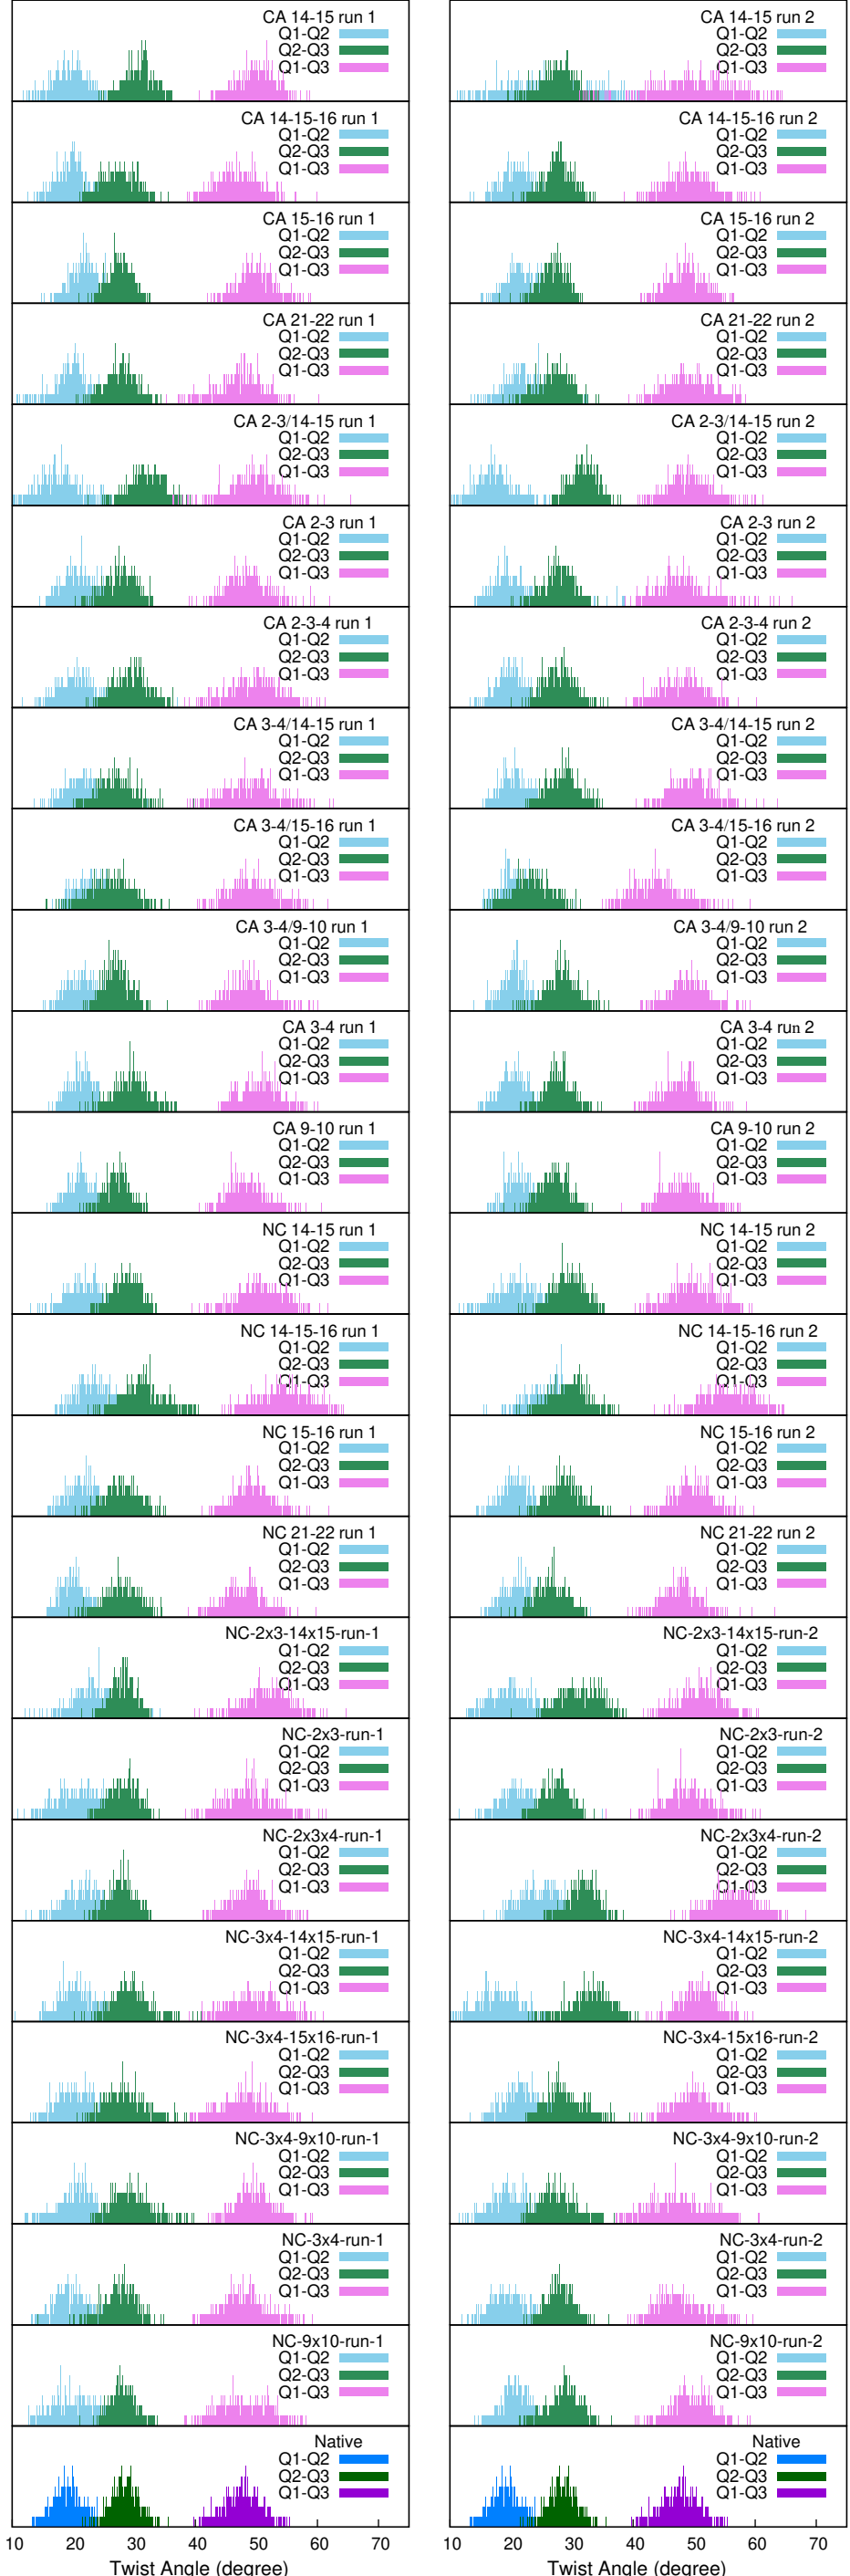 CA 14-15 run 1
Q1-Q2
Q2-Q3
Q1-Q3
CA 14-15-16 run 1
Q1-Q2
Q2-Q3
Q1-Q3
CA 15-16 run 1
Q1-Q2
Q2-Q3
Q1-Q3
CA 21-22 run 1
Q1-Q2
Q2-Q3
Q1-Q3
CA 2-3/14-15 run 1
Q1-Q2
Q2-Q3
Q1-Q3
CA 2-3 run 1
Q1-Q2
Q2-Q3
Q1-Q3
CA 2-3-4 run 1
Q1-Q2
Q2-Q3
Q1-Q3
CA 3-4/14-15 run 1
Q1-Q2
Q2-Q3
Q1-Q3
CA 3-4/15-16 run 1
Q1-Q2
Q2-Q3
Q1-Q3
CA 3-4/9-10 run 1
Q1-Q2
Q2-Q3
Q1-Q3
CA 3-4 run 1
Q1-Q2
Q2-Q3
Q1-Q3
CA 9-10 run 1
Q1-Q2
Q2-Q3
Q1-Q3
NC 14-15 run 1
Q1-Q2
Q2-Q3
Q1-Q3
NC 14-15-16 run 1
Q1-Q2
Q2-Q3
Q1-Q3
NC 15-16 run 1
Q1-Q2
Q2-Q3
Q1-Q3
NC 21-22 run 1
Q1-Q2
Q2-Q3
Q1-Q3
NC-2x3-14x15-run-1
Q1-Q2
Q2-Q3
Q1-Q3
NC-2x3-run-1
Q1-Q2
Q2-Q3
Q1-Q3
NC-2x3x4-run-1
Q1-Q2
Q2-Q3
Q1-Q3
NC-3x4-14x15-run-1
Q1-Q2
Q2-Q3
Q1-Q3
NC-3x4-15x16-run-1
Q1-Q2
Q2-Q3
Q1-Q3
NC-3x4-9x10-run-1
Q1-Q2
Q2-Q3
Q1-Q3
NC-3x4-run-1
Q1-Q2
Q2-Q3
Q1-Q3
NC-9x10-run-1
Q1-Q2
Q2-Q3
Q1-Q3
Native
Q1-Q2
Q2-Q3
Q1-Q3
10 20 30 40 50 60 70
Twist Angle (degree)
CA 14-15 run 2
Q1-Q2
Q2-Q3
Q1-Q3
CA 14-15-16 run 2
Q1-Q2
Q2-Q3
Q1-Q3
CA 15-16 run 2
Q1-Q2
Q2-Q3
Q1-Q3
CA 21-22 run 2
Q1-Q2
Q2-Q3
Q1-Q3
CA 2-3/14-15 run 2
Q1-Q2
Q2-Q3
Q1-Q3
CA 2-3 run 2
Q1-Q2
Q2-Q3
Q1-Q3
CA 2-3-4 run 2
Q1-Q2
Q2-Q3
Q1-Q3
CA 3-4/14-15 run 2
Q1-Q2
Q2-Q3
Q1-Q3
CA 3-4/15-16 run 2
Q1-Q2
Q2-Q3
Q1-Q3
CA 3-4/9-10 run 2
Q1-Q2
Q2-Q3
Q1-Q3
CA 3-4 run 2
Q1-Q2
Q2-Q3
Q1-Q3
CA 9-10 run 2
Q1-Q2
Q2-Q3
Q1-Q3
NC 14-15 run 2
Q1-Q2
Q2-Q3
Q1-Q3
NC 14-15-16 run 2
Q1-Q2
Q2-Q3
Q1-Q3
NC 15-16 run 2
Q1-Q2
Q2-Q3
Q1-Q3
NC 21-22 run 2
Q1-Q2
Q2-Q3
Q1-Q3
NC-2x3-14x15-run-2
Q1-Q2
Q2-Q3
Q1-Q3
NC-2x3-run-2
Q1-Q2
Q2-Q3
Q1-Q3
NC-2x3x4-run-2
Q1-Q2
Q2-Q3
Q1-Q3
NC-3x4-14x15-run-2
Q1-Q2
Q2-Q3
Q1-Q3
NC-3x4-15x16-run-2
Q1-Q2
Q2-Q3
Q1-Q3
NC-3x4-9x10-run-2
Q1-Q2
Q2-Q3
Q1-Q3
NC-3x4-run-2
Q1-Q2
Q2-Q3
Q1-Q3
NC-9x10-run-2
Q1-Q2
Q2-Q3
Q1-Q3
Native
Q1-Q2
Q2-Q3
Q1-Q3
10 20 30 40 50 60 70
Twist Angle (degree)